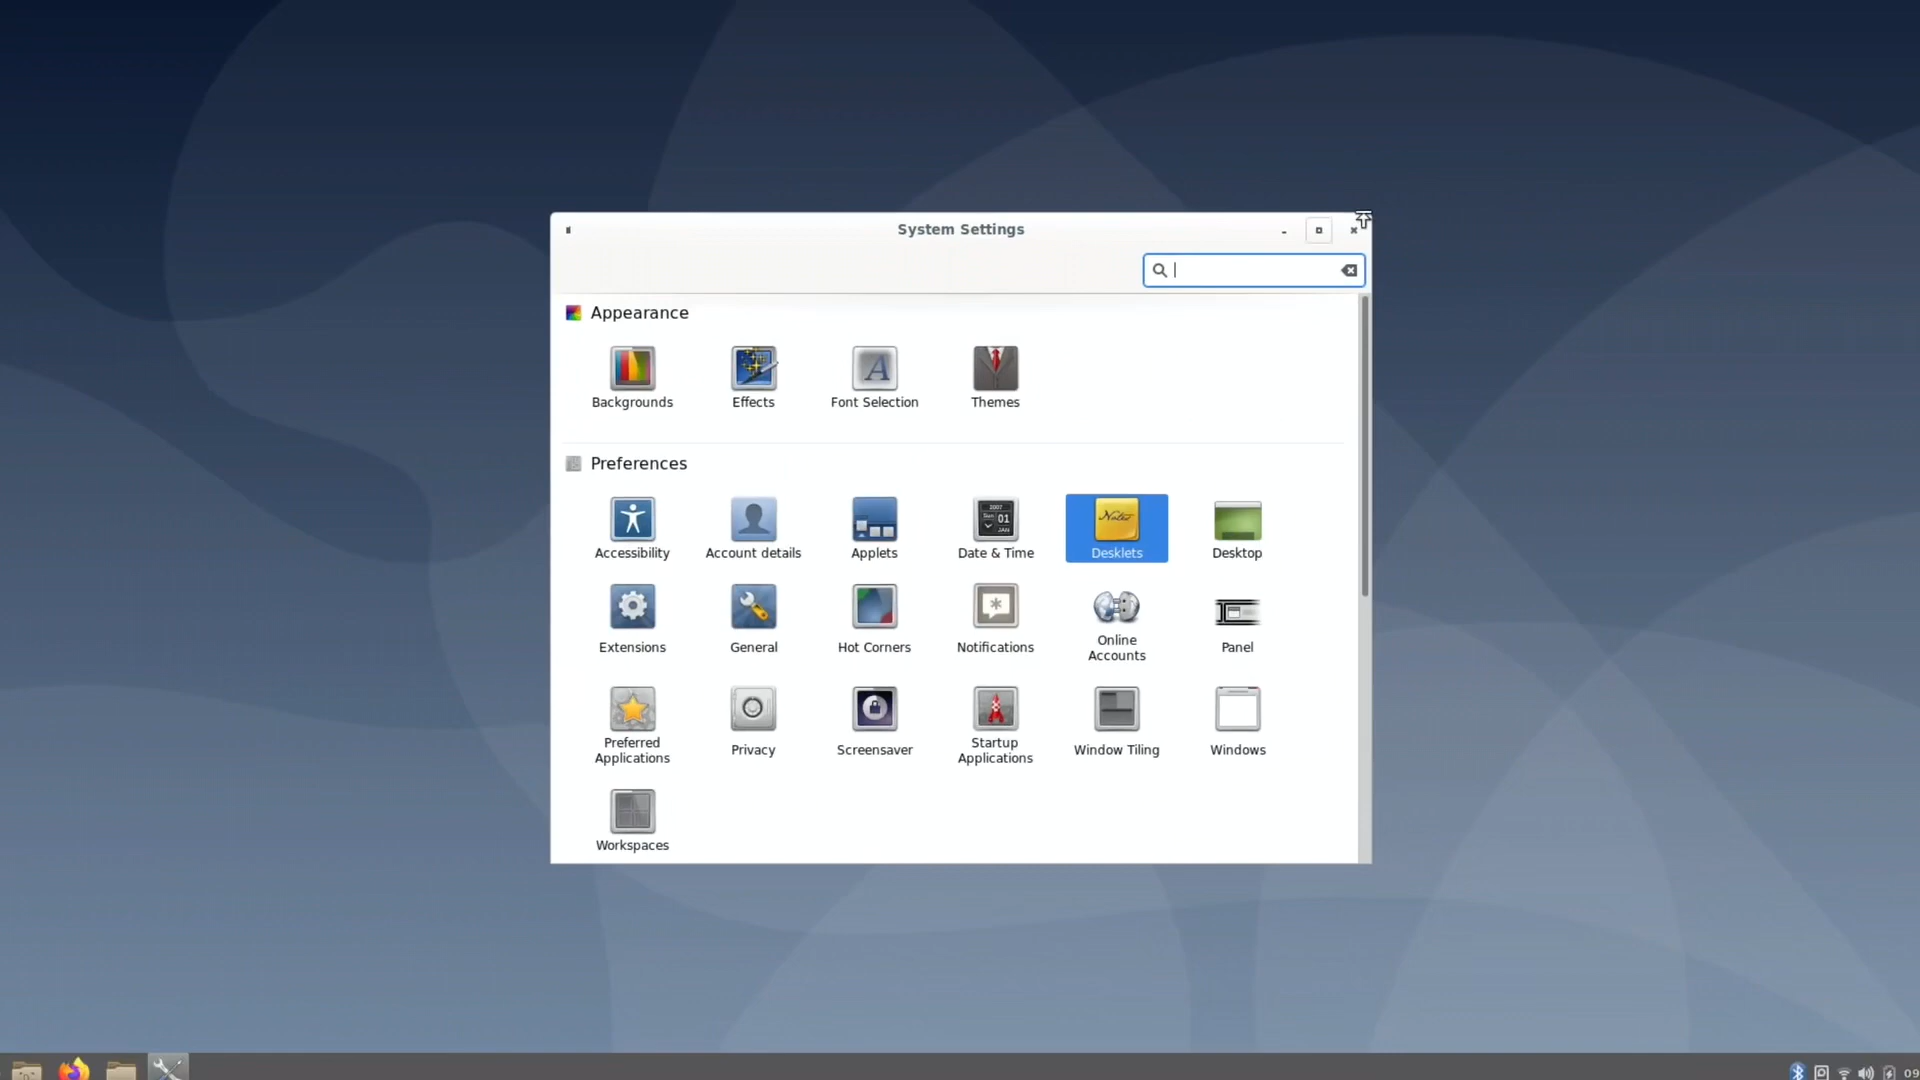 System Settings
Appearance
Backgrounds
Effects
Font Selection
Themes
Preferences
Accessibility
Account details
Applets
Date & Time
Desklets
Desktop
Extensions
General
Hot Corners
Notifications
Online
Accounts
Panel
Preferred
Applications
Privacy
Screensaver
Startup
Applications
Window Tiling
Windows
Workspaces
09